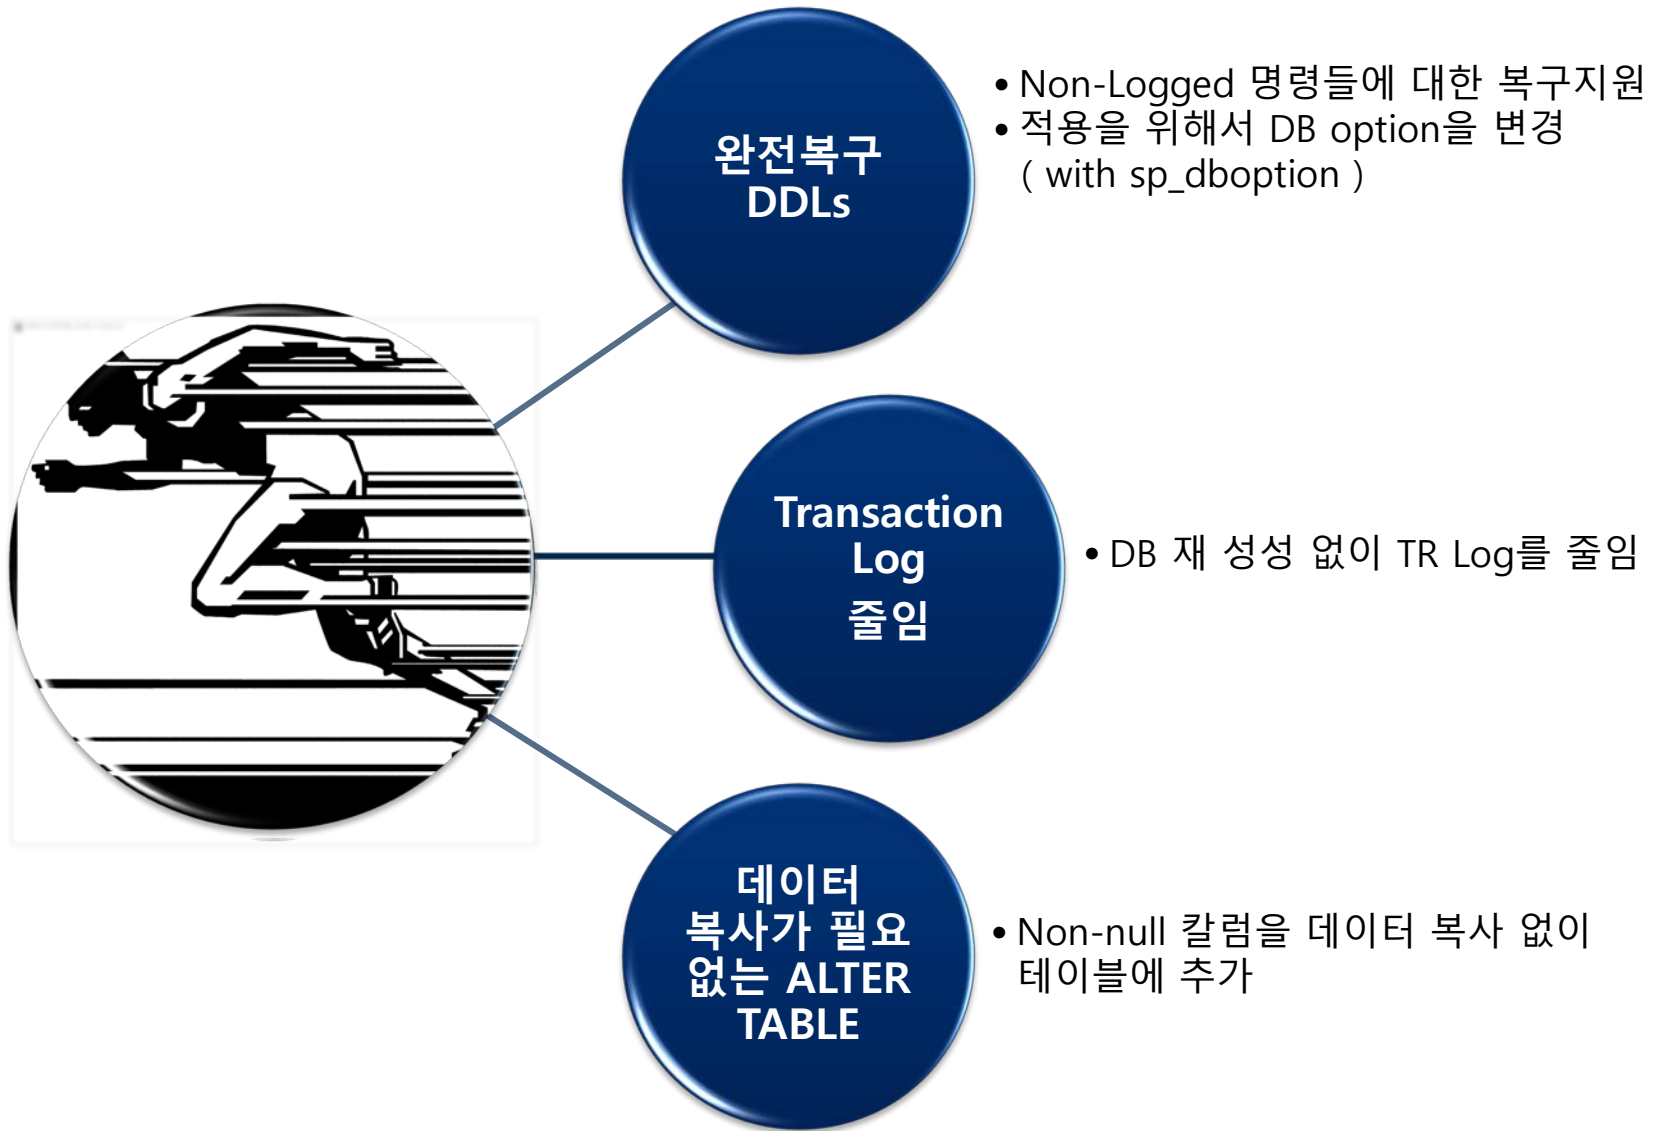 완전복구
DDLs
• Non-Logged 명령들에 대한 복구지원
• 적용을 위해서 DB option을 변경
( with sp_dboption )
Transaction
Log
줄임
• DB 재 성성 없이 TR Log를 줄임
데이터
복사가 필요
없는 ALTER
TABLE
• Non-null 칼럼을 데이터 복사 없이
테이블에 추가